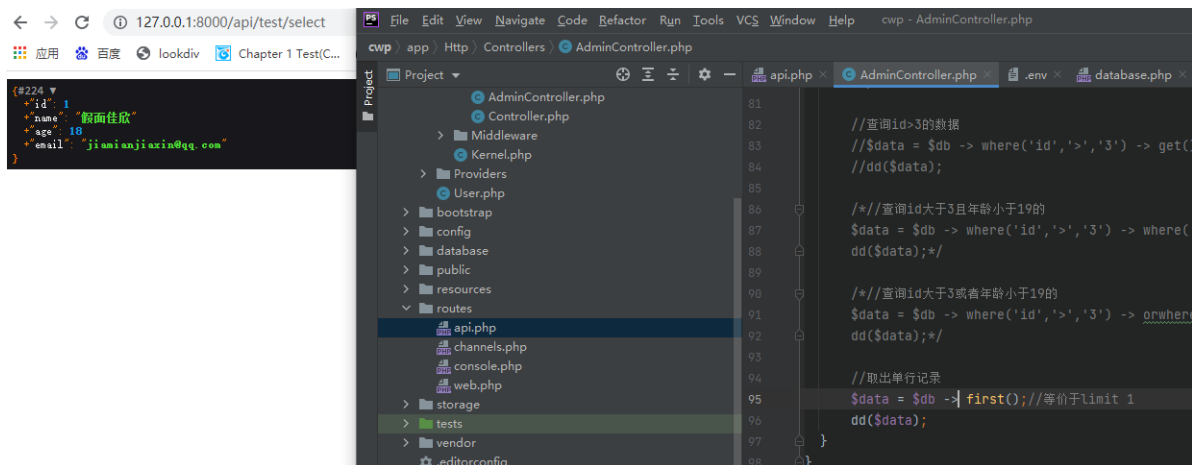 127.0.0.1:8000/api/test/select
应用 百度 lookdiv Chapter 1 Test(C...
{#224 ▼
+"id": 1
+"name": "假面佳欣"
+"age": 18
+"email": "jiamianjiaxin@qq.com"
}
PS File Edit View Navigate Code Refactor Run Tools VCS Window Help cwp - AdminController.php
cwp 〉 app 〉 Http 〉 Controllers 〉 AdminController.php
Project
Project
AdminController.php
Controller.php
Middleware
Kernel.php
Providers
User.php
bootstrap
config
database
public
resources
routes
api.php
channels.php
console.php
web.php
storage
tests
vendor
.editorconfig
api.php × AdminController.php × .env × database.php ×
81
82 //查询id>3的数据
83 //$data = $db -> where('id','>','3') -> get()
84 //dd($data);
85
86 /*//查询id大于3且年龄小于19的
87 $data = $db -> where('id','>','3') -> where(
88 dd($data);*/
89
90 /*//查询id大于3或者年龄小于19的
91 $data = $db -> where('id','>','3') -> orwhere
92 dd($data);*/
93
94 //取出单行记录
95 $data = $db -> first();//等价于limit 1
96 dd($data);
97 }
98 }